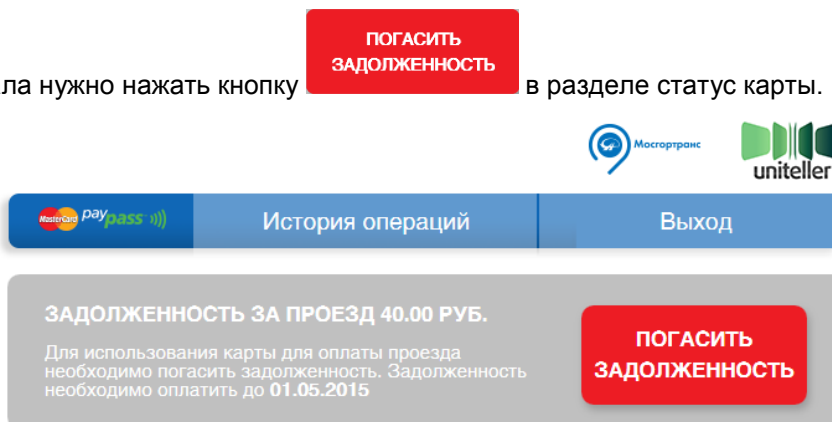 ПОГАСИТЬ
ЗАДОЛЖЕННОСТЬ
ла нужно нажать кнопку в разделе статус карты.
Мосгортранс
uniteller
MasterCard paypass
История операций
Выход
ЗАДОЛЖЕННОСТЬ ЗА ПРОЕЗД 40.00 РУБ.
Для использования карты для оплаты проезда
необходимо погасить задолженность. Задолженность
необходимо оплатить до 01.05.2015
ПОГАСИТЬ
ЗАДОЛЖЕННОСТЬ